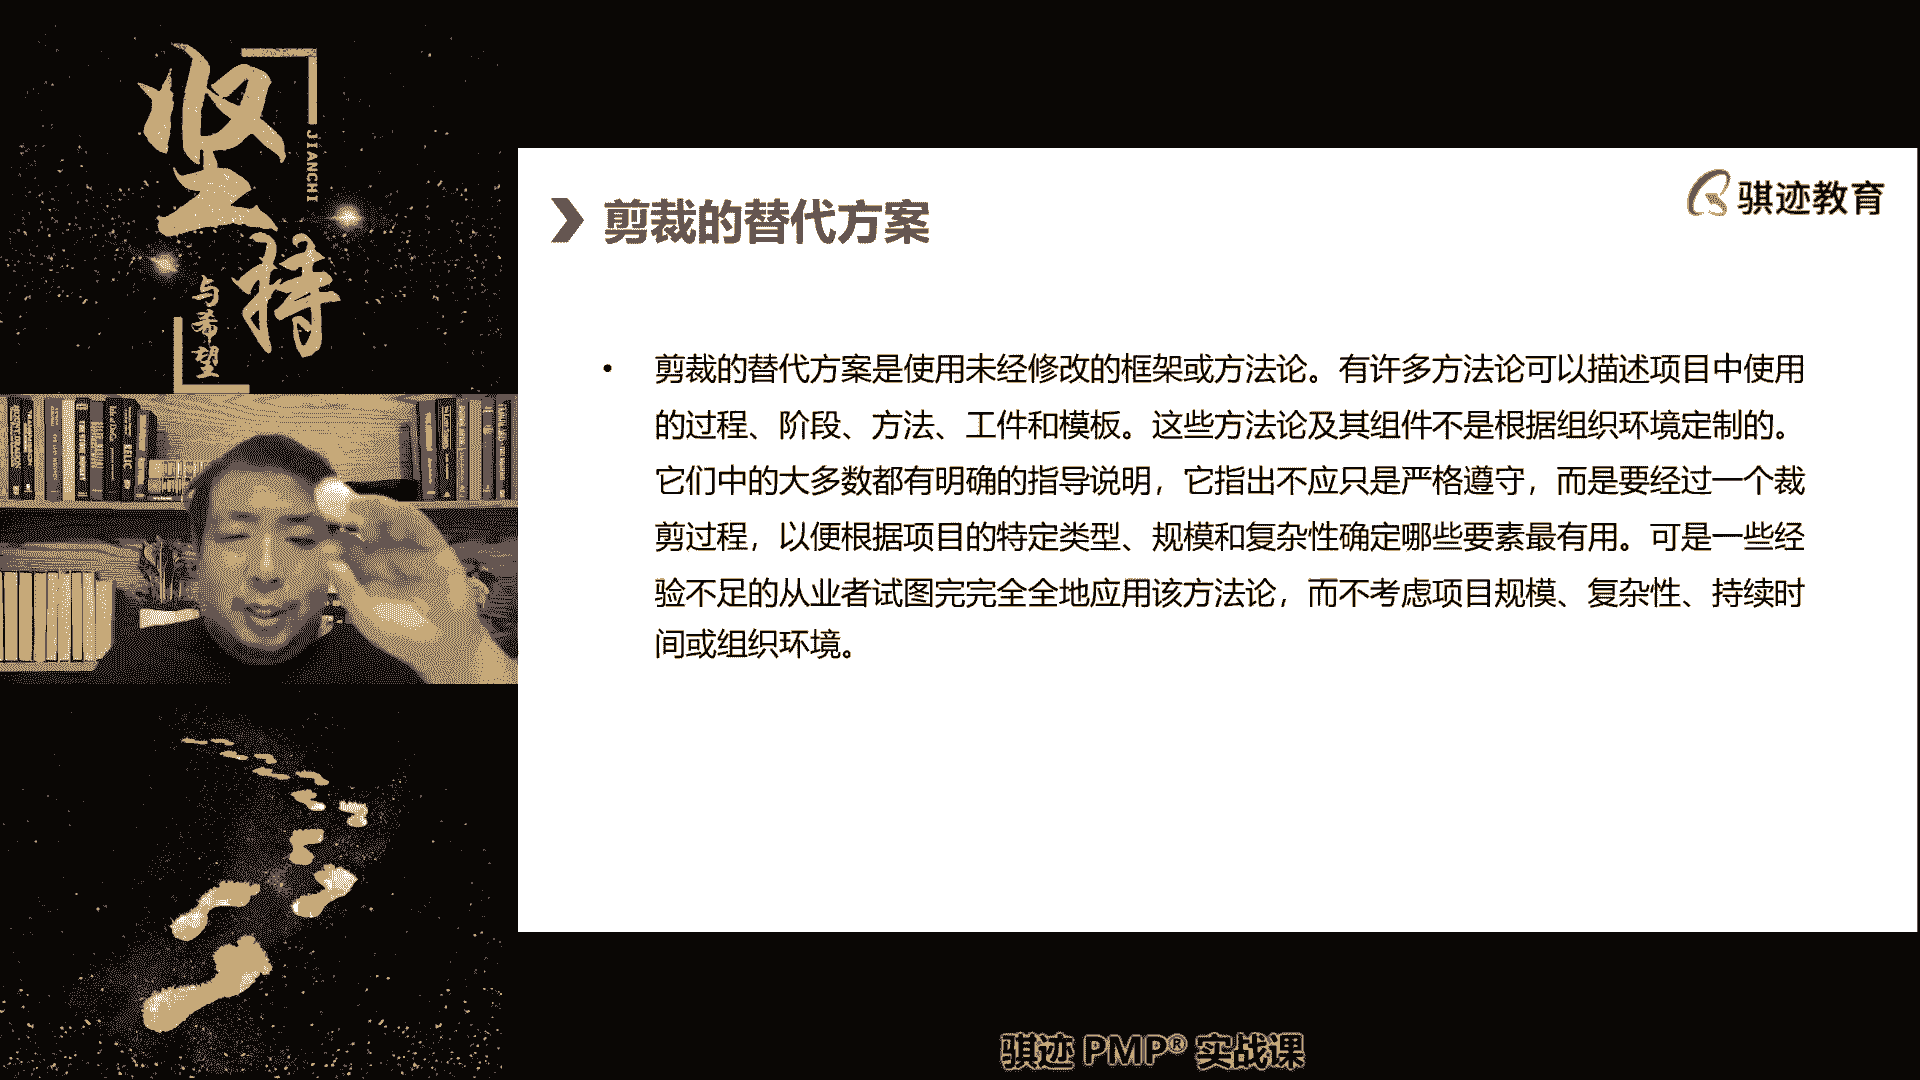 坚持
JIANCHI
与希望
剪裁的替代方案
骐迹教育
• 剪裁的替代方案是使用未经修改的框架或方法论。有许多方法论可以描述项目中使用
的过程、阶段、方法、工件和模板。这些方法论及其组件不是根据组织环境定制的。
它们中的大多数都有明确的指导说明，它指出不应只是严格遵守，而是要经过一个裁
剪过程，以便根据项目的特定类型、规模和复杂性确定哪些要素最有用。可是一些经
验不足的从业者试图完完全全地应用该方法论，而不考虑项目规模、复杂性、持续时
间或组织环境。
骐迹 PMP® 实战课